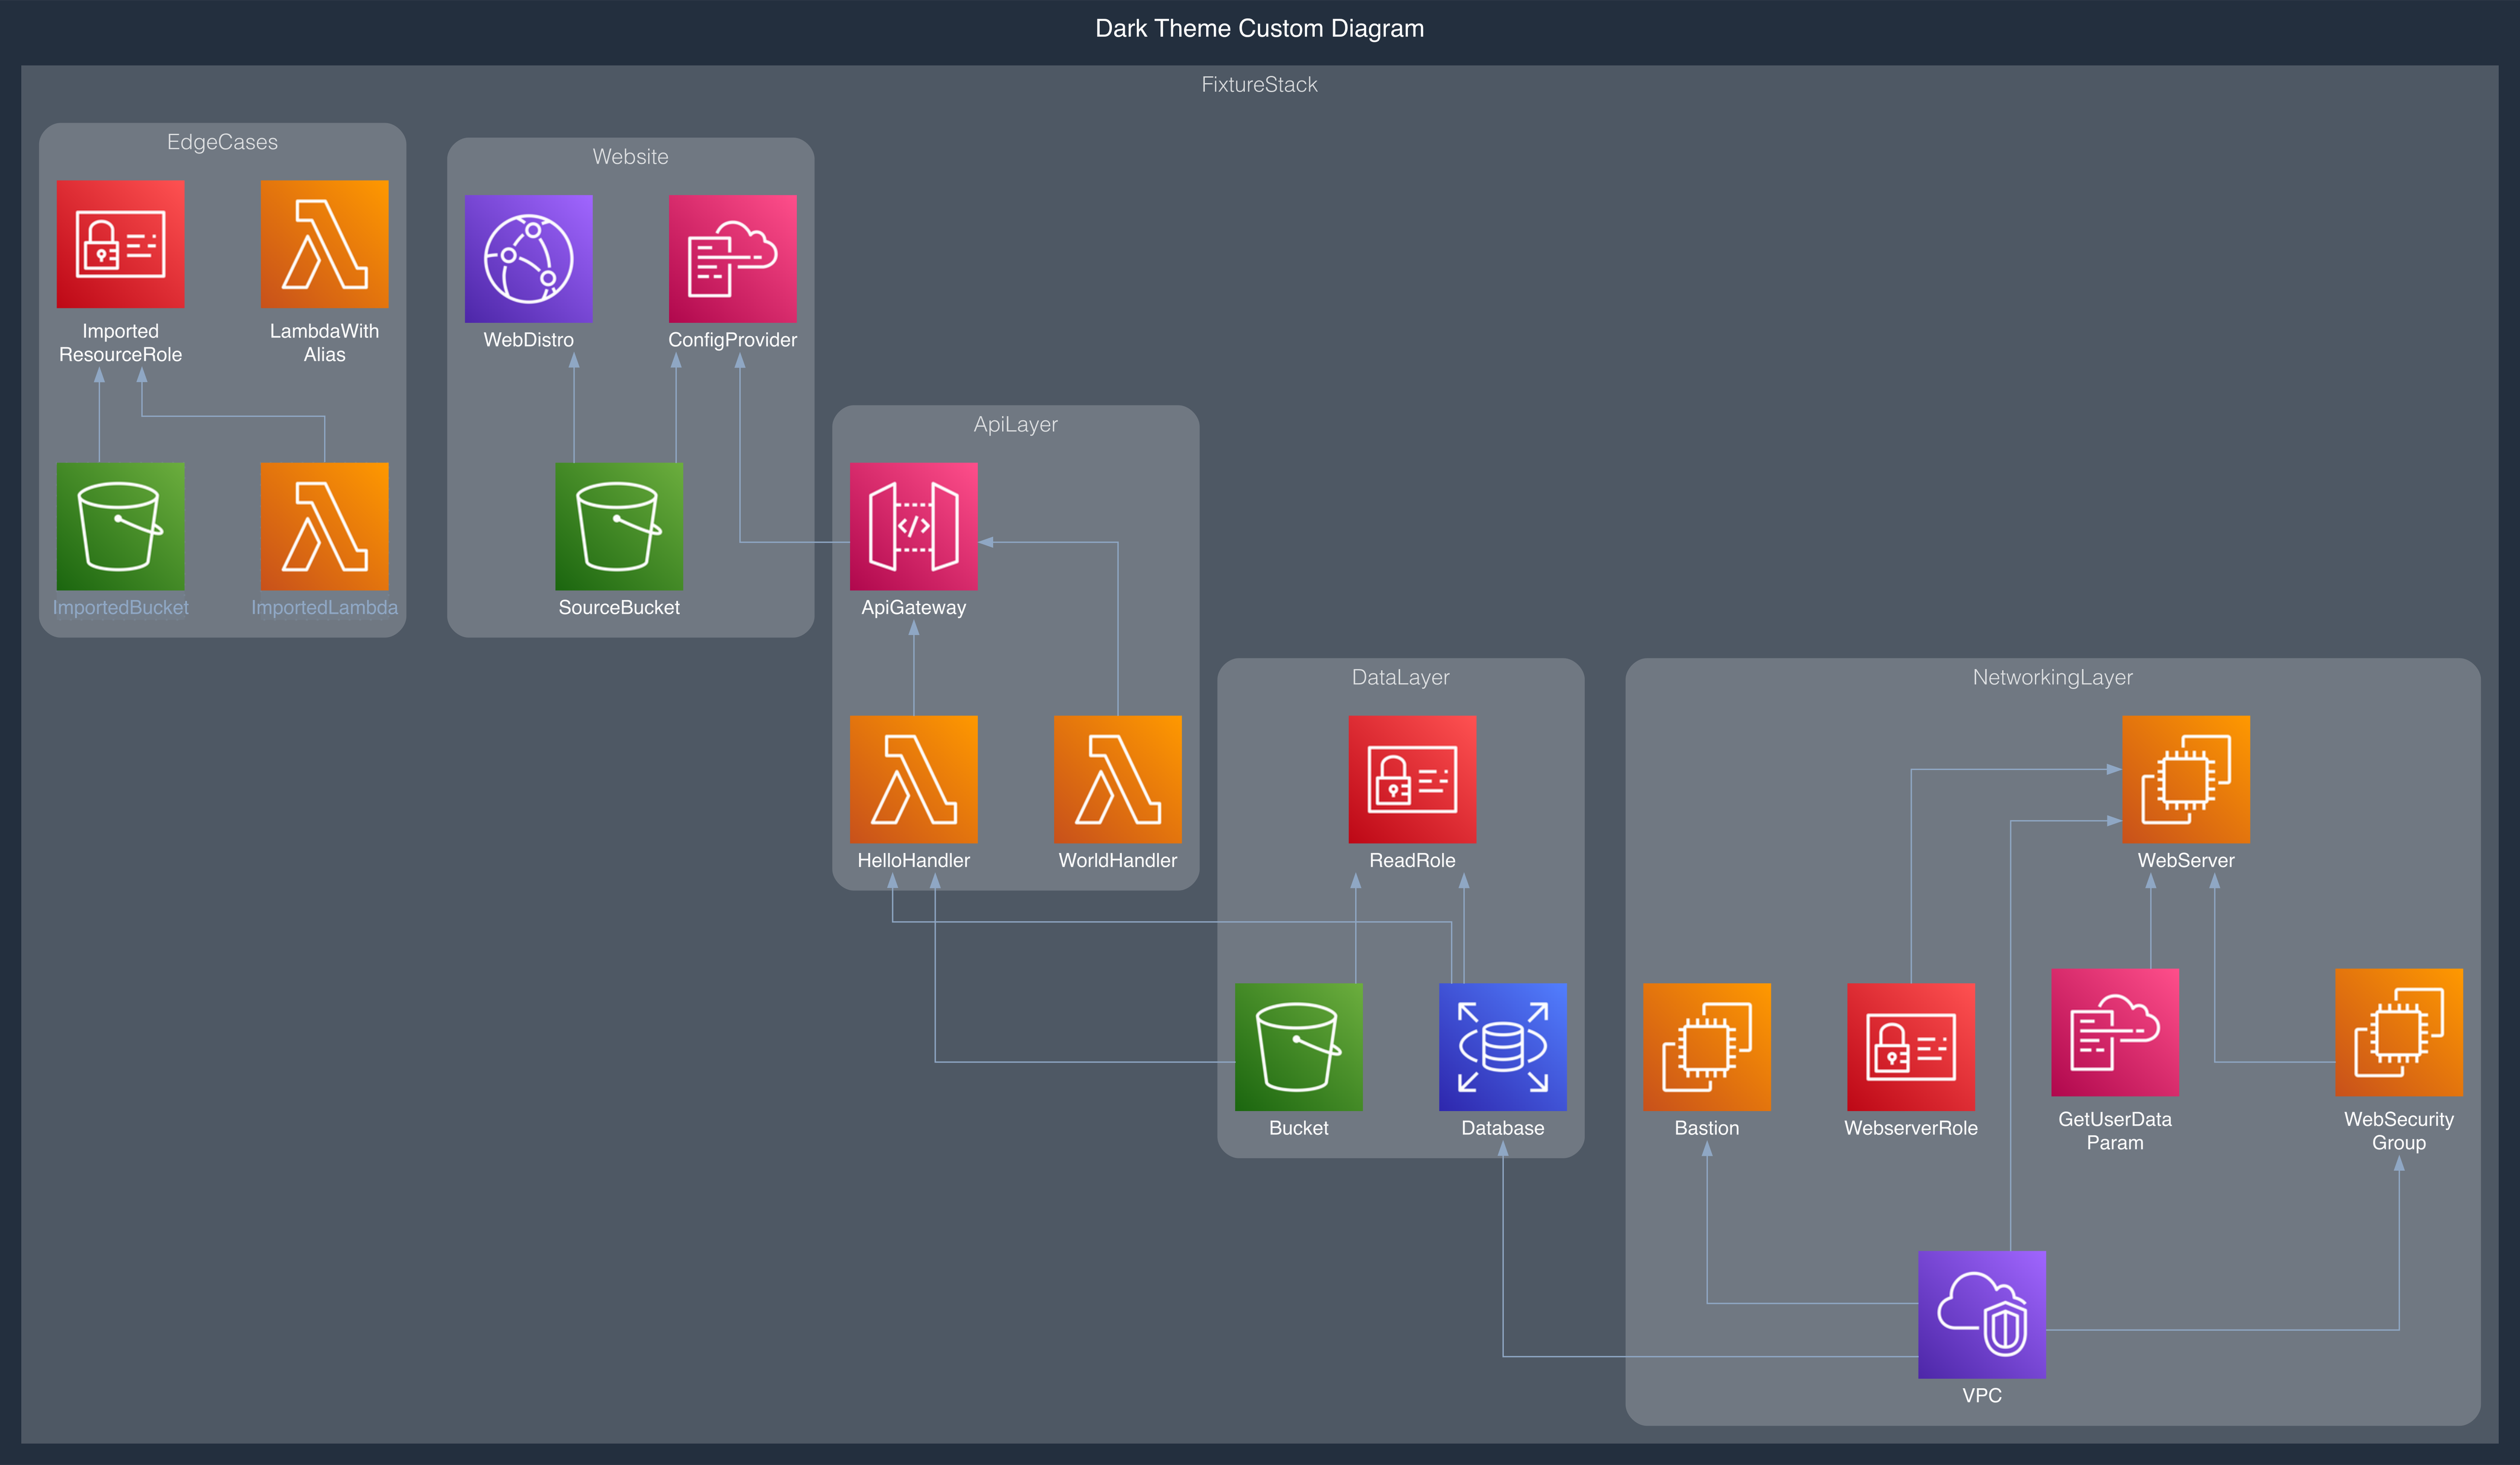 Dark Theme Custom Diagram
FixtureStack
EdgeCases
Imported
ResourceRole
LambdaWith
Alias
ImportedBucket
ImportedLambda
Website
WebDistro
ConfigProvider
SourceBucket
ApiLayer
</>
ApiGateway
HelloHandler
WorldHandler
DataLayer
ReadRole
Bucket
Database
NetworkingLayer
WebServer
Bastion
WebserverRole
GetUserData
Param
WebSecurity
Group
VPC